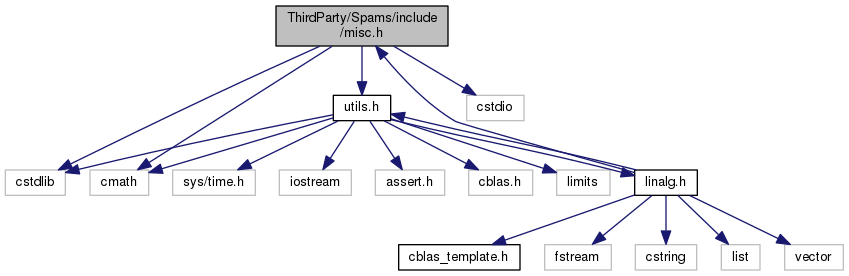 ThirdParty/Spams/include
/misc.h
utils.h
cstdio
cstdlib
cmath
sys/time.h
iostream
assert.h
cblas.h
limits
linalg.h
cblas_template.h
fstream
cstring
list
vector